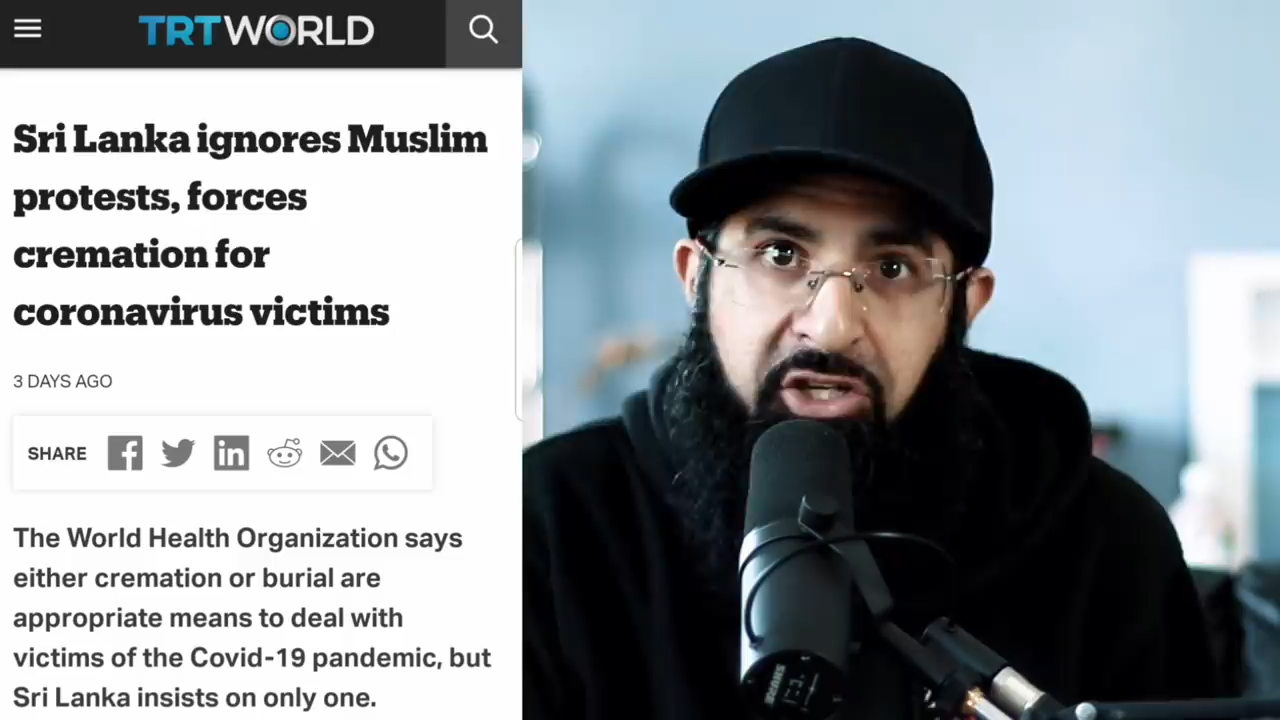 TRTWORLD
Sri Lanka ignores Muslim
protests, forces
cremation for
coronavirus victims
3 DAYS AGO
SHARE
The World Health Organization says
either cremation or burial are
appropriate means to deal with
victims of the Covid-19 pandemic, but
Sri Lanka insists on only one.
SHURE